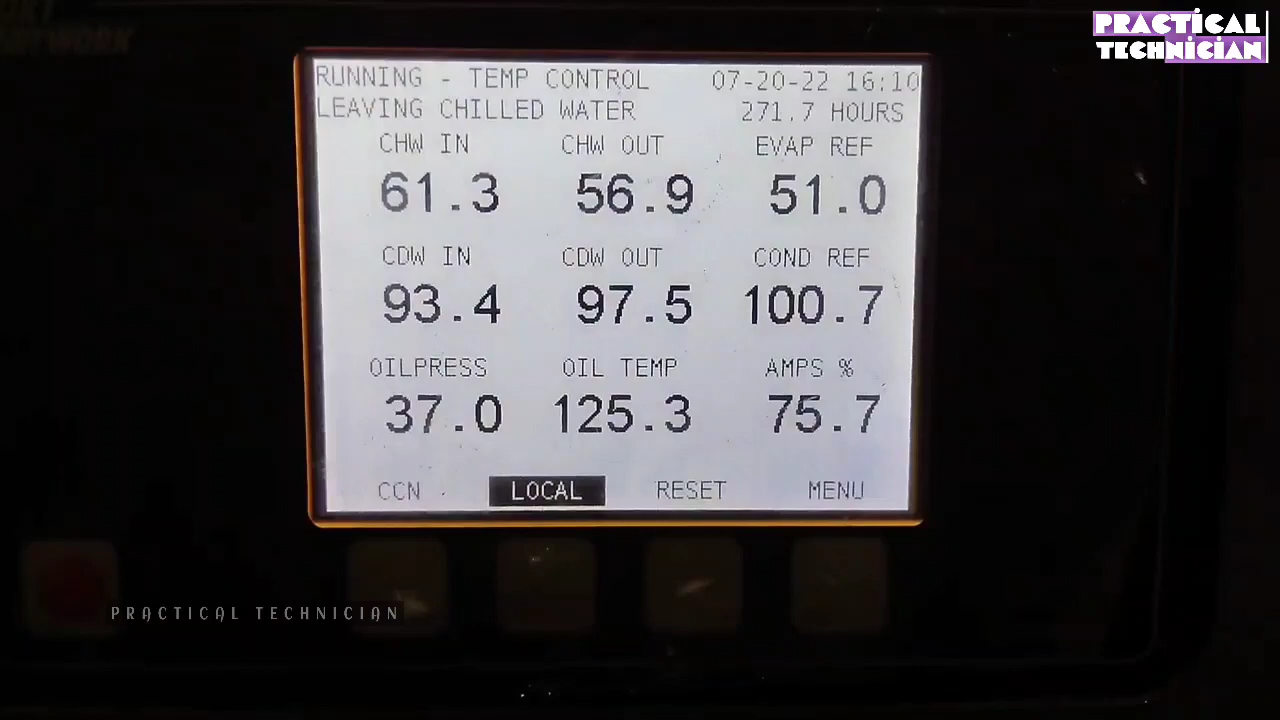 PRACTICAL
TECHNICIAN
RUNNING - TEMP CONTROL 07-20-22 16:10
LEAVING CHILLED WATER 271.7 HOURS
CHW IN CHW OUT EVAP REF
61.3 56.9 51.0
CDW IN CDW OUT COND REF
93.4 97.5 100.7
OILPRESS OIL TEMP AMPS %
37.0 125.3 75.7
CCN LOCAL RESET MENU
PRACTICAL TECHNICIAN